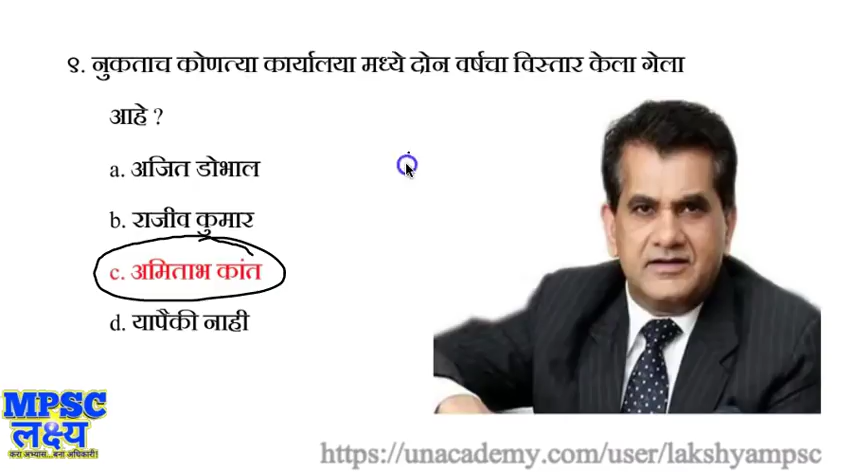 ९. नुकताच कोणत्या कार्यालया मध्ये दोन वर्षचा विस्तार केला गेला
आहे ?
a. अजित डोभाल
b. राजीव कुमार
c. अमिताभ कांत
d. यापैकी नाही
MPSC
लक्ष्य
करा अभ्यास...बना अधिकारी!
https://unacademy.com/user/lakshyampsc